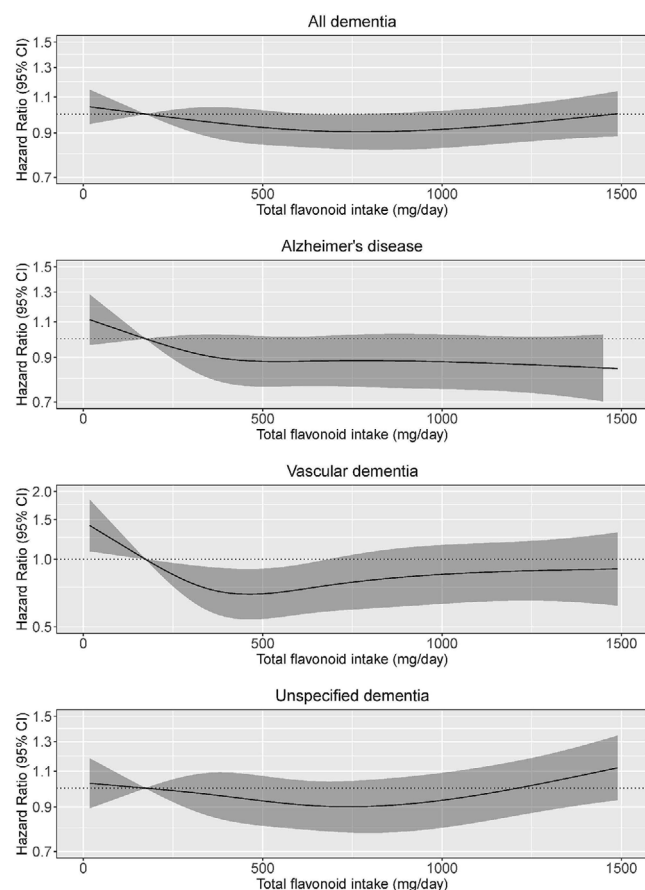 All dementia
Hazard Ratio (95% CI)
1.5
1.3
1.1
0.9
0.7
0
500
1000
1500
Total flavonoid intake (mg/day)
Alzheimer's disease
Hazard Ratio (95% CI)
1.5
1.3
1.1
0.9
0.7
0
500
1000
1500
Total flavonoid intake (mg/day)
Vascular dementia
Hazard Ratio (95% CI)
2.0
1.5
1.0
0.5
0
500
1000
1500
Total flavonoid intake (mg/day)
Unspecified dementia
Hazard Ratio (95% CI)
1.5
1.3
1.1
0.9
0.7
0
500
1000
1500
Total flavonoid intake (mg/day)